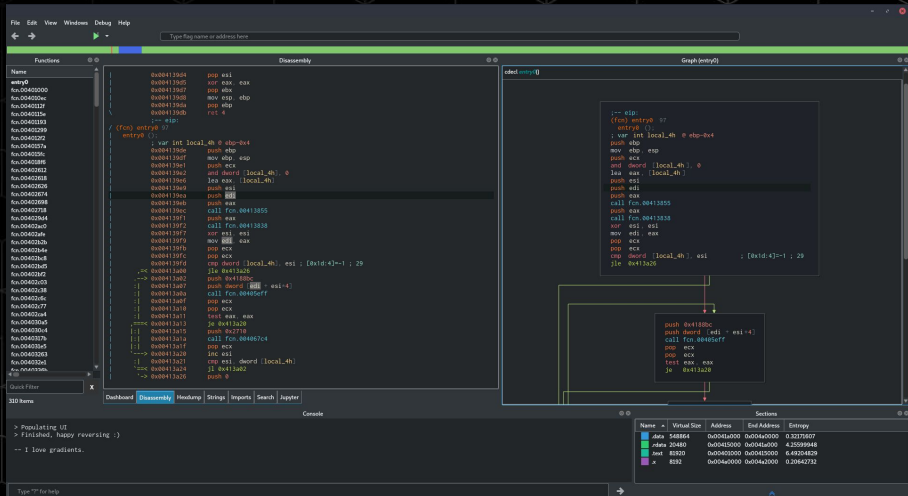 File Edit View Windows Debug Help
Type flag name or address here
Functions
Name
entry0
fcn.00401000
fcn.004010ec
fcn.0040112f
fcn.0040115e
fcn.00401193
fcn.00401299
fcn.004012f2
fcn.0040157a
fcn.004015fc
fcn.004018f6
fcn.00402612
fcn.00402618
fcn.00402626
fcn.00402674
fcn.00402698
fcn.00402718
fcn.004029d4
fcn.00402ac0
fcn.00402afe
fcn.00402b2b
fcn.00402b4e
fcn.00402bc8
fcn.00402bd5
fcn.00402bf2
fcn.00402c03
fcn.00402c38
fcn.00402c6c
fcn.00402c77
fcn.00402ca4
fcn.004030a5
fcn.004030c4
fcn.0040317b
fcn.004031e5
fcn.00403263
fcn.004032e1
Quick Filter X
310 Items
Disassembly
| 0x004139d4 pop esi
| 0x004139d5 xor eax, eax
| 0x004139d7 pop ebx
| 0x004139d8 mov esp, ebp
| 0x004139da pop ebp
\ 0x004139db ret 4
;-- eip:
/ (fcn) entry0 97
| entry0 ();
| ; var int local_4h @ ebp-0x4
| 0x004139de push ebp
| 0x004139df mov ebp, esp
| 0x004139e1 push ecx
| 0x004139e2 and dword [local_4h], 0
| 0x004139e6 lea eax, [local_4h]
| 0x004139e9 push esi
| 0x004139ea push edi
| 0x004139eb push eax
| 0x004139ec call fcn.00413855
| 0x004139f1 push eax
| 0x004139f2 call fcn.00413838
| 0x004139f7 xor esi, esi
| 0x004139f9 mov edi, eax
| 0x004139fb pop ecx
| 0x004139fc pop ecx
| 0x004139fd cmp dword [local_4h], esi ; [0x1d:4]=-1 ; 29
| ,=< 0x00413a00 jle 0x413a26
| .--> 0x00413a02 push 0x4188bc
| :| 0x00413a07 push dword [edi + esi*4]
| :| 0x00413a0a call fcn.00405eff
| :| 0x00413a0f pop ecx
| :| 0x00413a10 pop ecx
| :| 0x00413a11 test eax, eax
| ,===< 0x00413a13 je 0x413a20
| |:| 0x00413a15 push 0x2710
| |:| 0x00413a1a call fcn.004067c4
| |:| 0x00413a1f pop ecx
| `---> 0x00413a20 inc esi
| :| 0x00413a21 cmp esi, dword [local_4h]
| `==< 0x00413a24 jl 0x413a02
| `-> 0x00413a26 push 0
Dashboard Disassembly Hexdump Strings Imports Search Jupyter
Graph (entry0)
cdecl entry0()
;-- eip:
(fcn) entry0 97
entry0 ();
; var int local_4h @ ebp-0x4
push ebp
mov ebp, esp
push ecx
and dword [local_4h], 0
lea eax, [local_4h]
push esi
push edi
push eax
call fcn.00413855
push eax
call fcn.00413838
xor esi, esi
mov edi, eax
pop ecx
pop ecx
cmp dword [local_4h], esi ; [0x1d:4]=-1 ; 29
jle 0x413a26
push 0x4188bc
push dword [edi + esi*4]
call fcn.00405eff
pop ecx
pop ecx
test eax, eax
je 0x413a20
Console
> Populating UI
> Finished, happy reversing :)
-- I love gradients.
Type "?" for help
Sections
Name Virtual Size Address End Address Entropy
.data 548864 0x0041a000 0x004a0000 0.32171607
.rdata 20480 0x00415000 0x0041a000 4.25599948
.text 81920 0x00401000 0x00415000 6.49204829
.x 8192 0x004a0000 0x004a2000 0.20642732